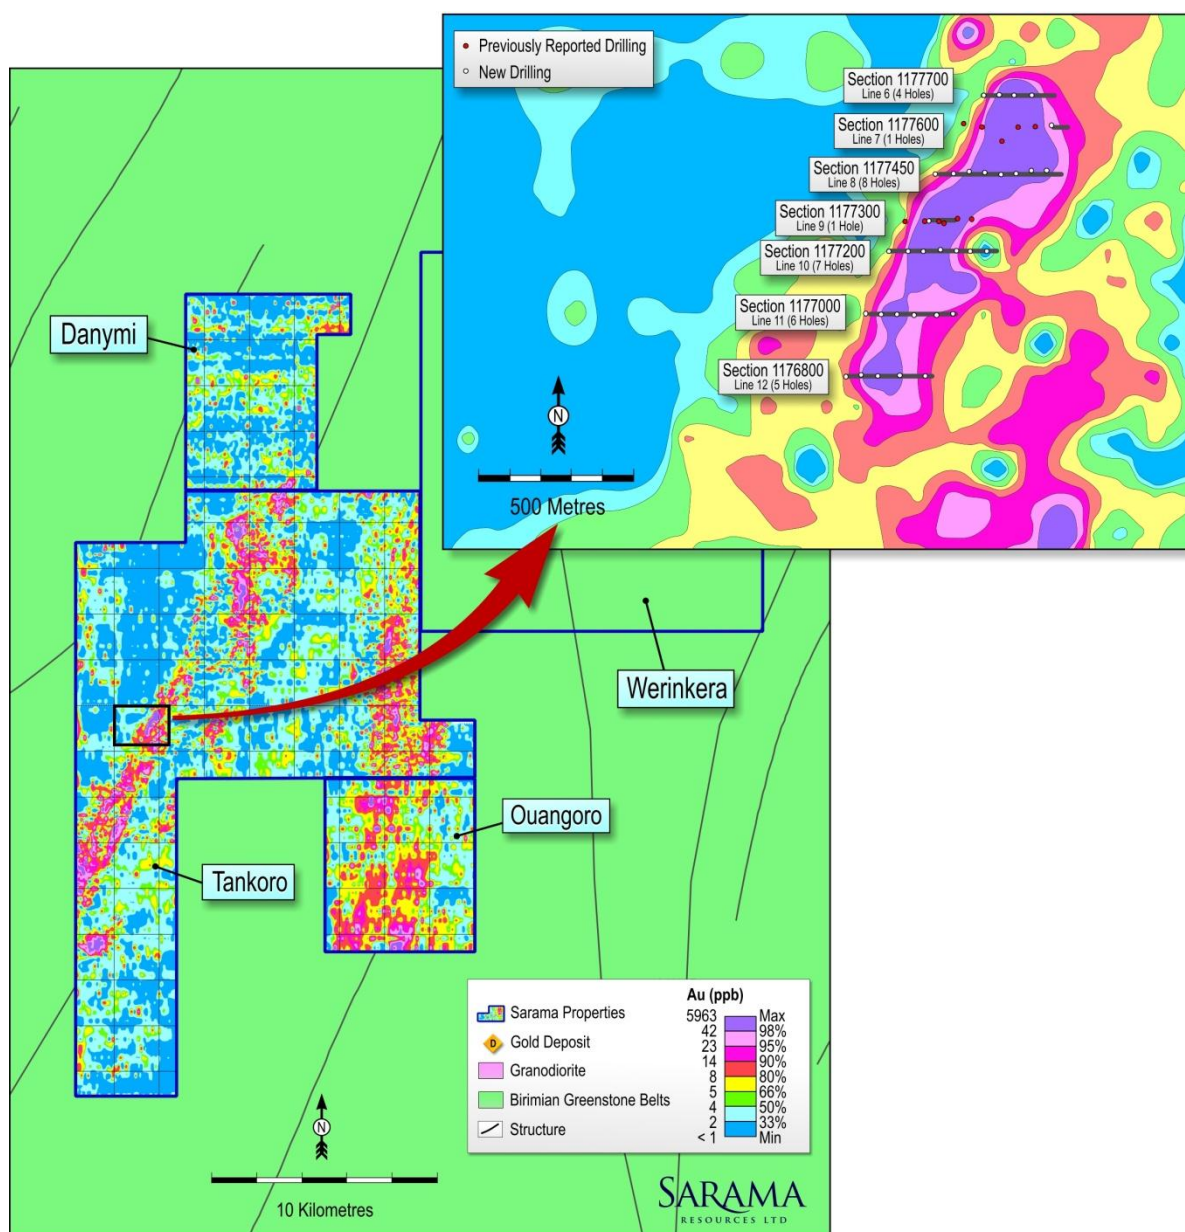 Previously Reported Drilling
New Drilling
Section 1177700
Line 6 (4 Holes)
Section 1177600
Line 7 (1 Holes)
Section 1177450
Line 8 (8 Holes)
Section 1177300
Line 9 (1 Hole)
Section 1177200
Line 10 (7 Holes)
Section 1177000
Line 11 (6 Holes)
Section 1176800
Line 12 (5 Holes)
N
500 Metres
Danymi
Werinkera
Ouangoro
Tankoro
Sarama Properties
D
Gold Deposit
Granodiorite
Birimian Greenstone Belts
Structure
Au (ppb)
5963 Max
42 98%
23 95%
14 90%
8 80%
5 66%
4 50%
2 33%
< 1 Min
N
10 Kilometres
SARAMA
RESOURCES LTD